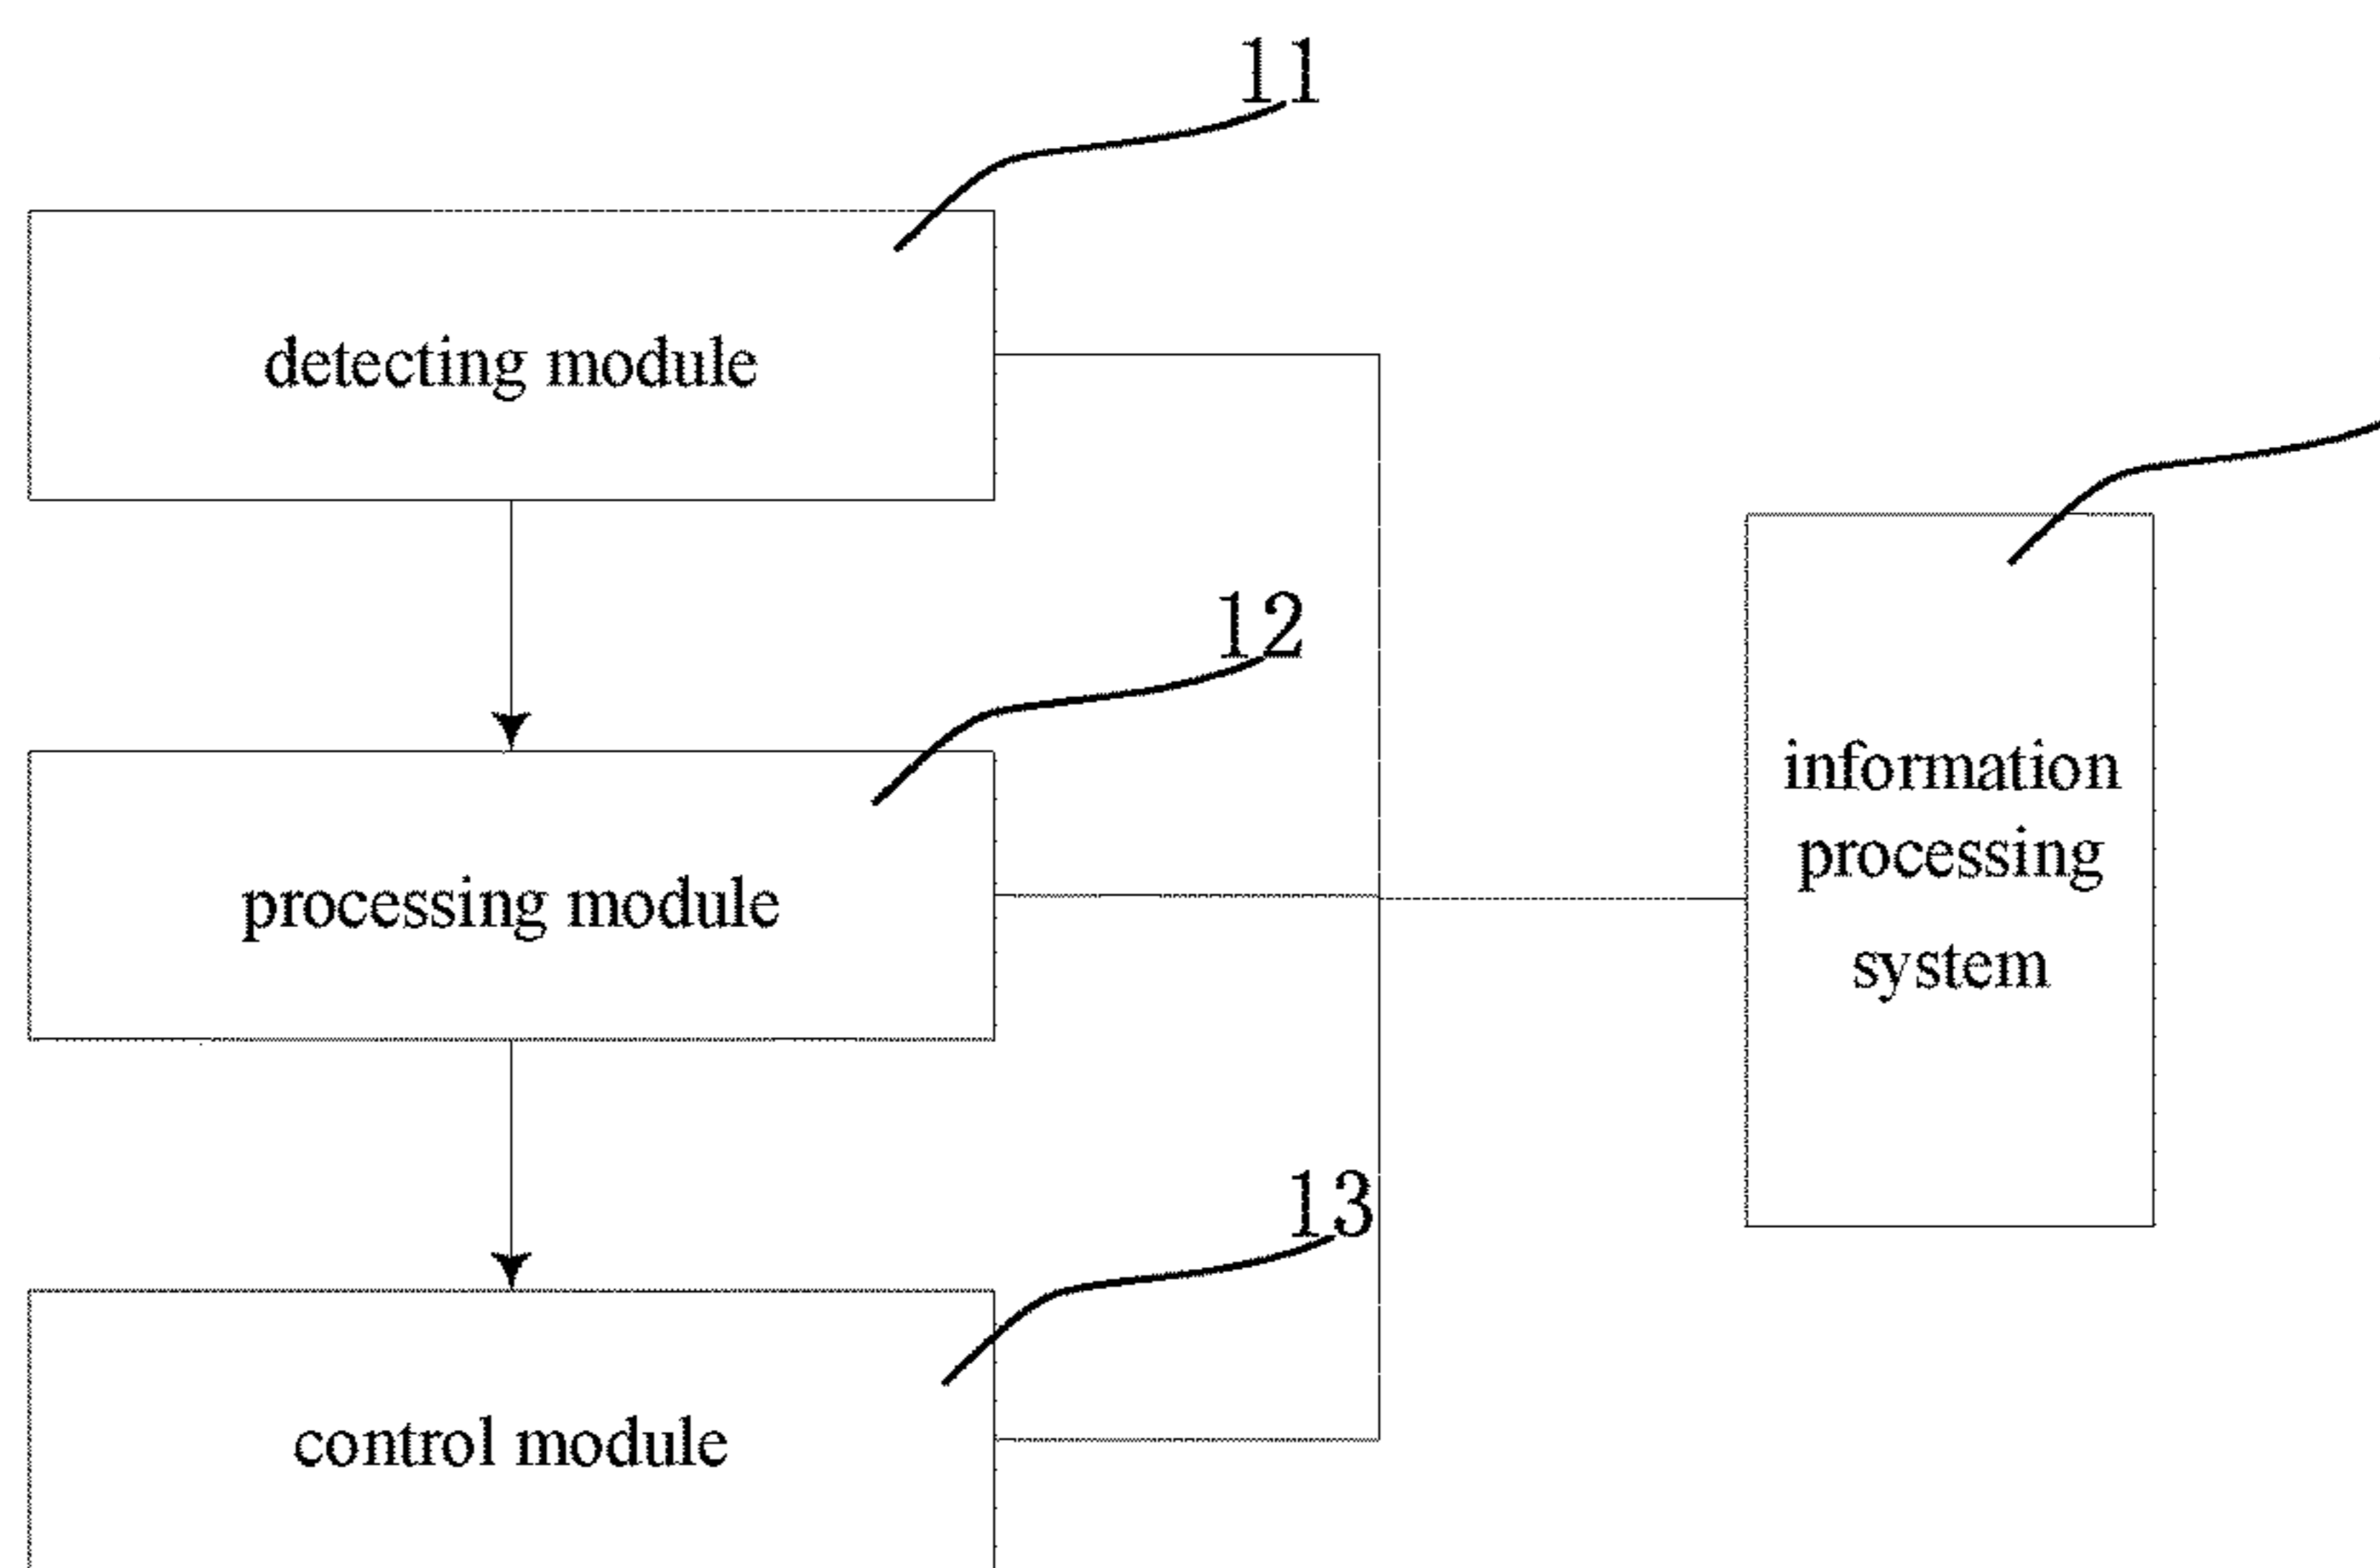 11
detecting module
12
processing module
information
processing
system
13
control module